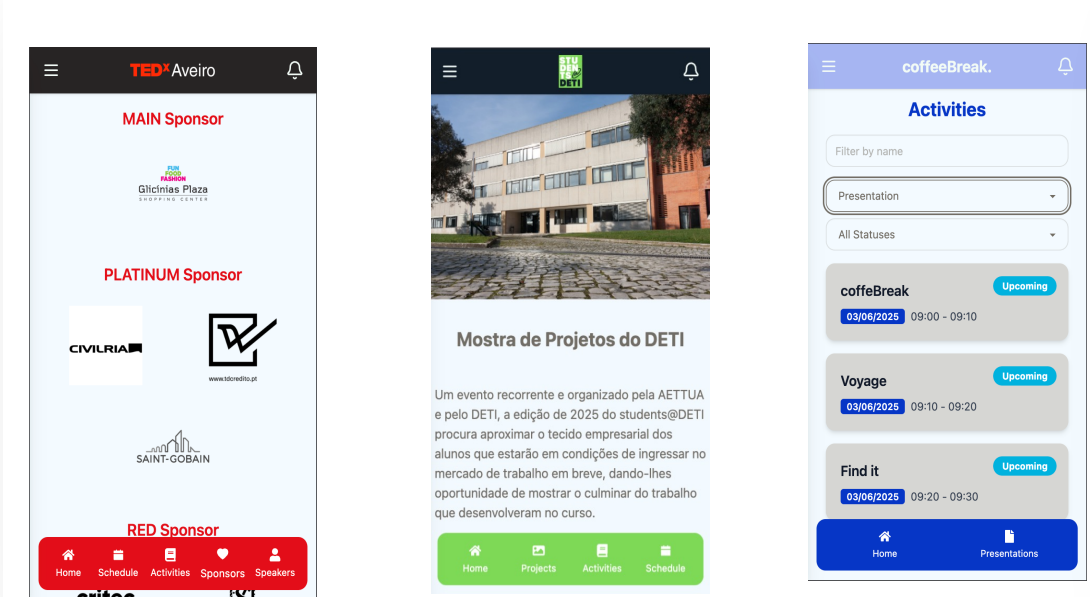 TEDx Aveiro
MAIN Sponsor
FUN
FOOD
FASHION
Glicínias Plaza
SHOPPING CENTER
PLATINUM Sponsor
CIVILRIA
www.tdcredito.pt
SAINT-GOBAIN
RED Sponsor
Home
Schedule
Activities
Sponsors
Speakers
STU
DEN
TS@
DETI
Mostra de Projetos do DETI
Um evento recorrente e organizado pela AETTUA
e pelo DETI, a edição de 2025 do students@DETI
procura aproximar o tecido empresarial dos
alunos que estarão em condições de ingressar no
mercado de trabalho em breve, dando-lhes
oportunidade de mostrar o culminar do trabalho
que desenvolveram no curso.
Home
Projects
Activities
Schedule
coffeeBreak.
Activities
Filter by name
Presentation
All Statuses
coffeBreak
Upcoming
03/06/2025 09:00 - 09:10
Voyage
Upcoming
03/06/2025 09:10 - 09:20
Find it
Upcoming
03/06/2025 09:20 - 09:30
Home
Presentations